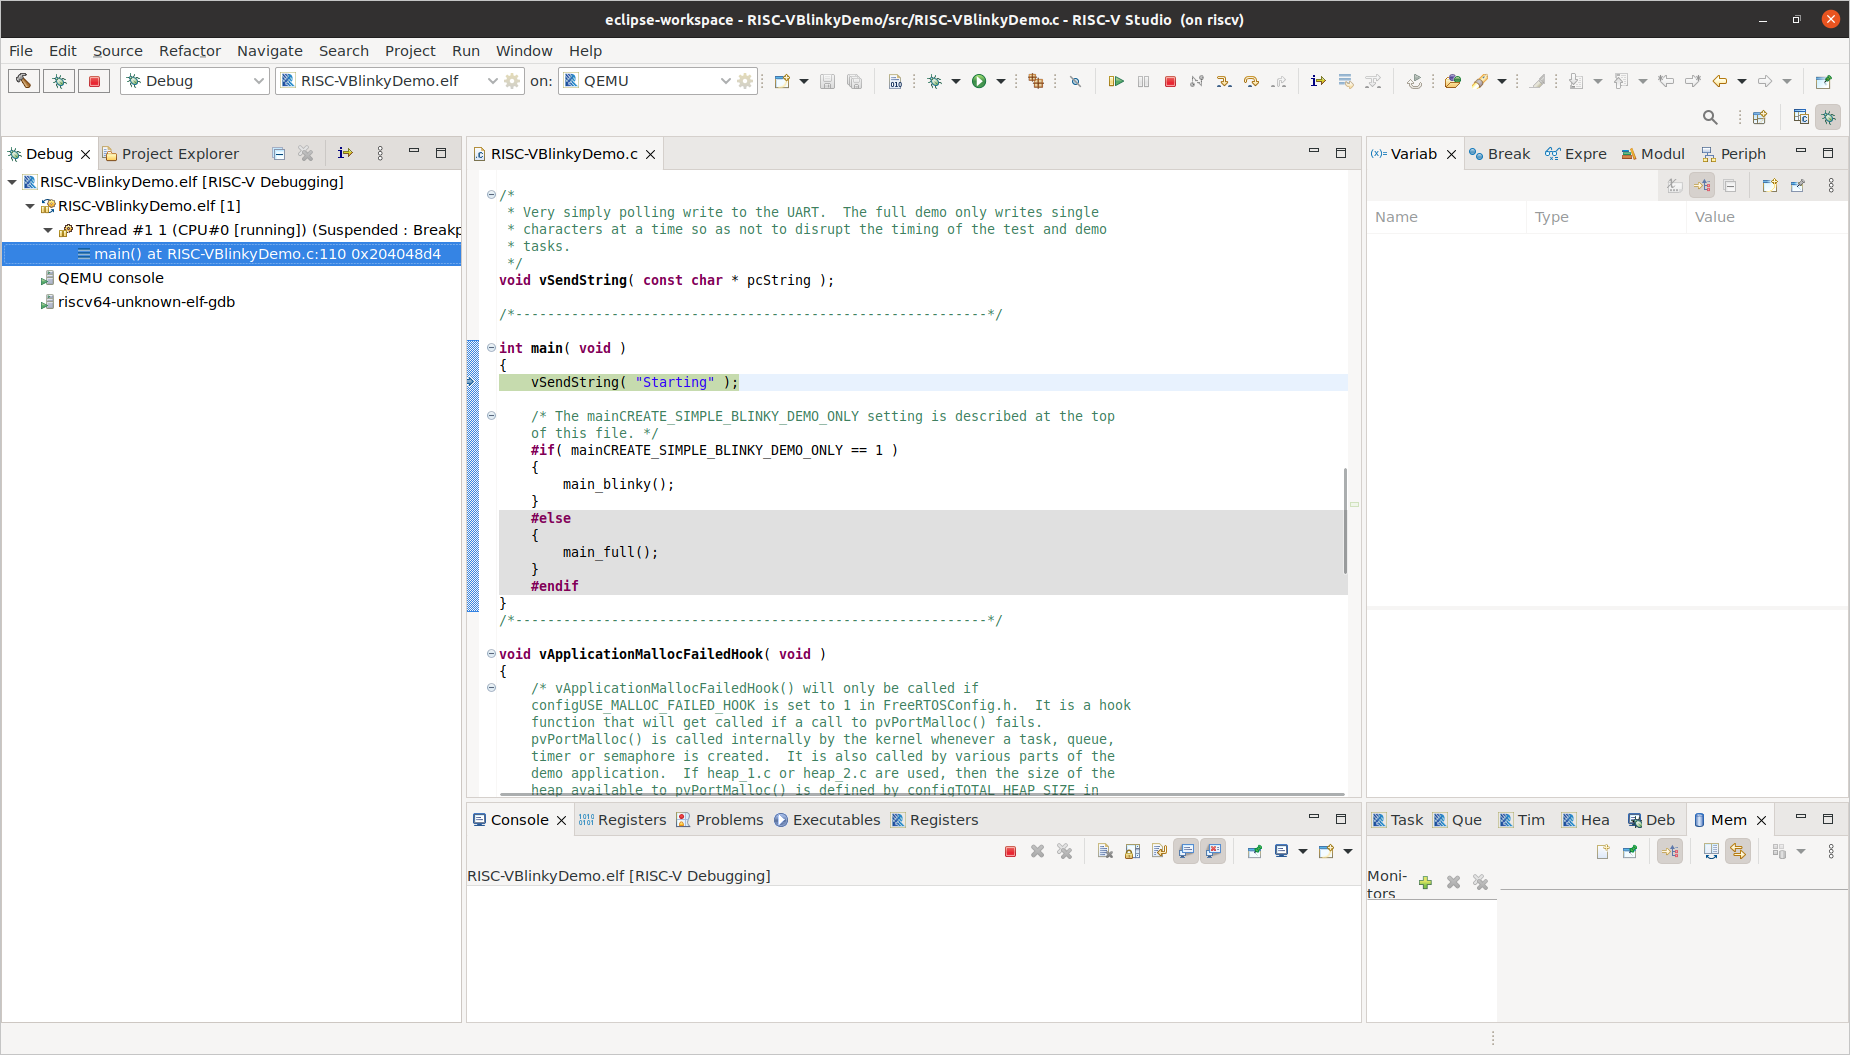 eclipse-workspace - RISC-VBlinkyDemo/src/RISC-VBlinkyDemo.c - RISC-V Studio  (on riscv)
File Edit Source Refactor Navigate Search Project Run Window Help
Debug RISC-VBlinkyDemo.elf on: QEMU
Debug Project Explorer
RISC-VBlinkyDemo.elf [RISC-V Debugging]
RISC-VBlinkyDemo.elf [1]
Thread #1 1 (CPU#0 [running]) (Suspended : Breakp
main() at RISC-VBlinkyDemo.c:110 0x204048d4
QEMU console
riscv64-unknown-elf-gdb
RISC-VBlinkyDemo.c
/*
 * Very simply polling write to the UART.  The full demo only writes single
 * characters at a time so as not to disrupt the timing of the test and demo
 * tasks.
 */
void vSendString( const char * pcString );
/*-----------------------------------------------------------*/
int main( void )
{
    vSendString( "Starting" );
    /* The mainCREATE_SIMPLE_BLINKY_DEMO_ONLY setting is described at the top
    of this file. */
    #if( mainCREATE_SIMPLE_BLINKY_DEMO_ONLY == 1 )
    {
        main_blinky();
    }
    #else
    {
        main_full();
    }
    #endif
}
/*-----------------------------------------------------------*/
void vApplicationMallocFailedHook( void )
{
    /* vApplicationMallocFailedHook() will only be called if
    configUSE_MALLOC_FAILED_HOOK is set to 1 in FreeRTOSConfig.h.  It is a hook
    function that will get called if a call to pvPortMalloc() fails.
    pvPortMalloc() is called internally by the kernel whenever a task, queue,
    timer or semaphore is created.  It is also called by various parts of the
    demo application.  If heap_1.c or heap_2.c are used, then the size of the
    heap available to pvPortMalloc() is defined by configTOTAL_HEAP_SIZE in
Variab Break Expre Modul Periph
Name Type Value
Console Registers Problems Executables Registers
RISC-VBlinkyDemo.elf [RISC-V Debugging]
Task Que Tim Hea Deb Mem
Moni-
tors